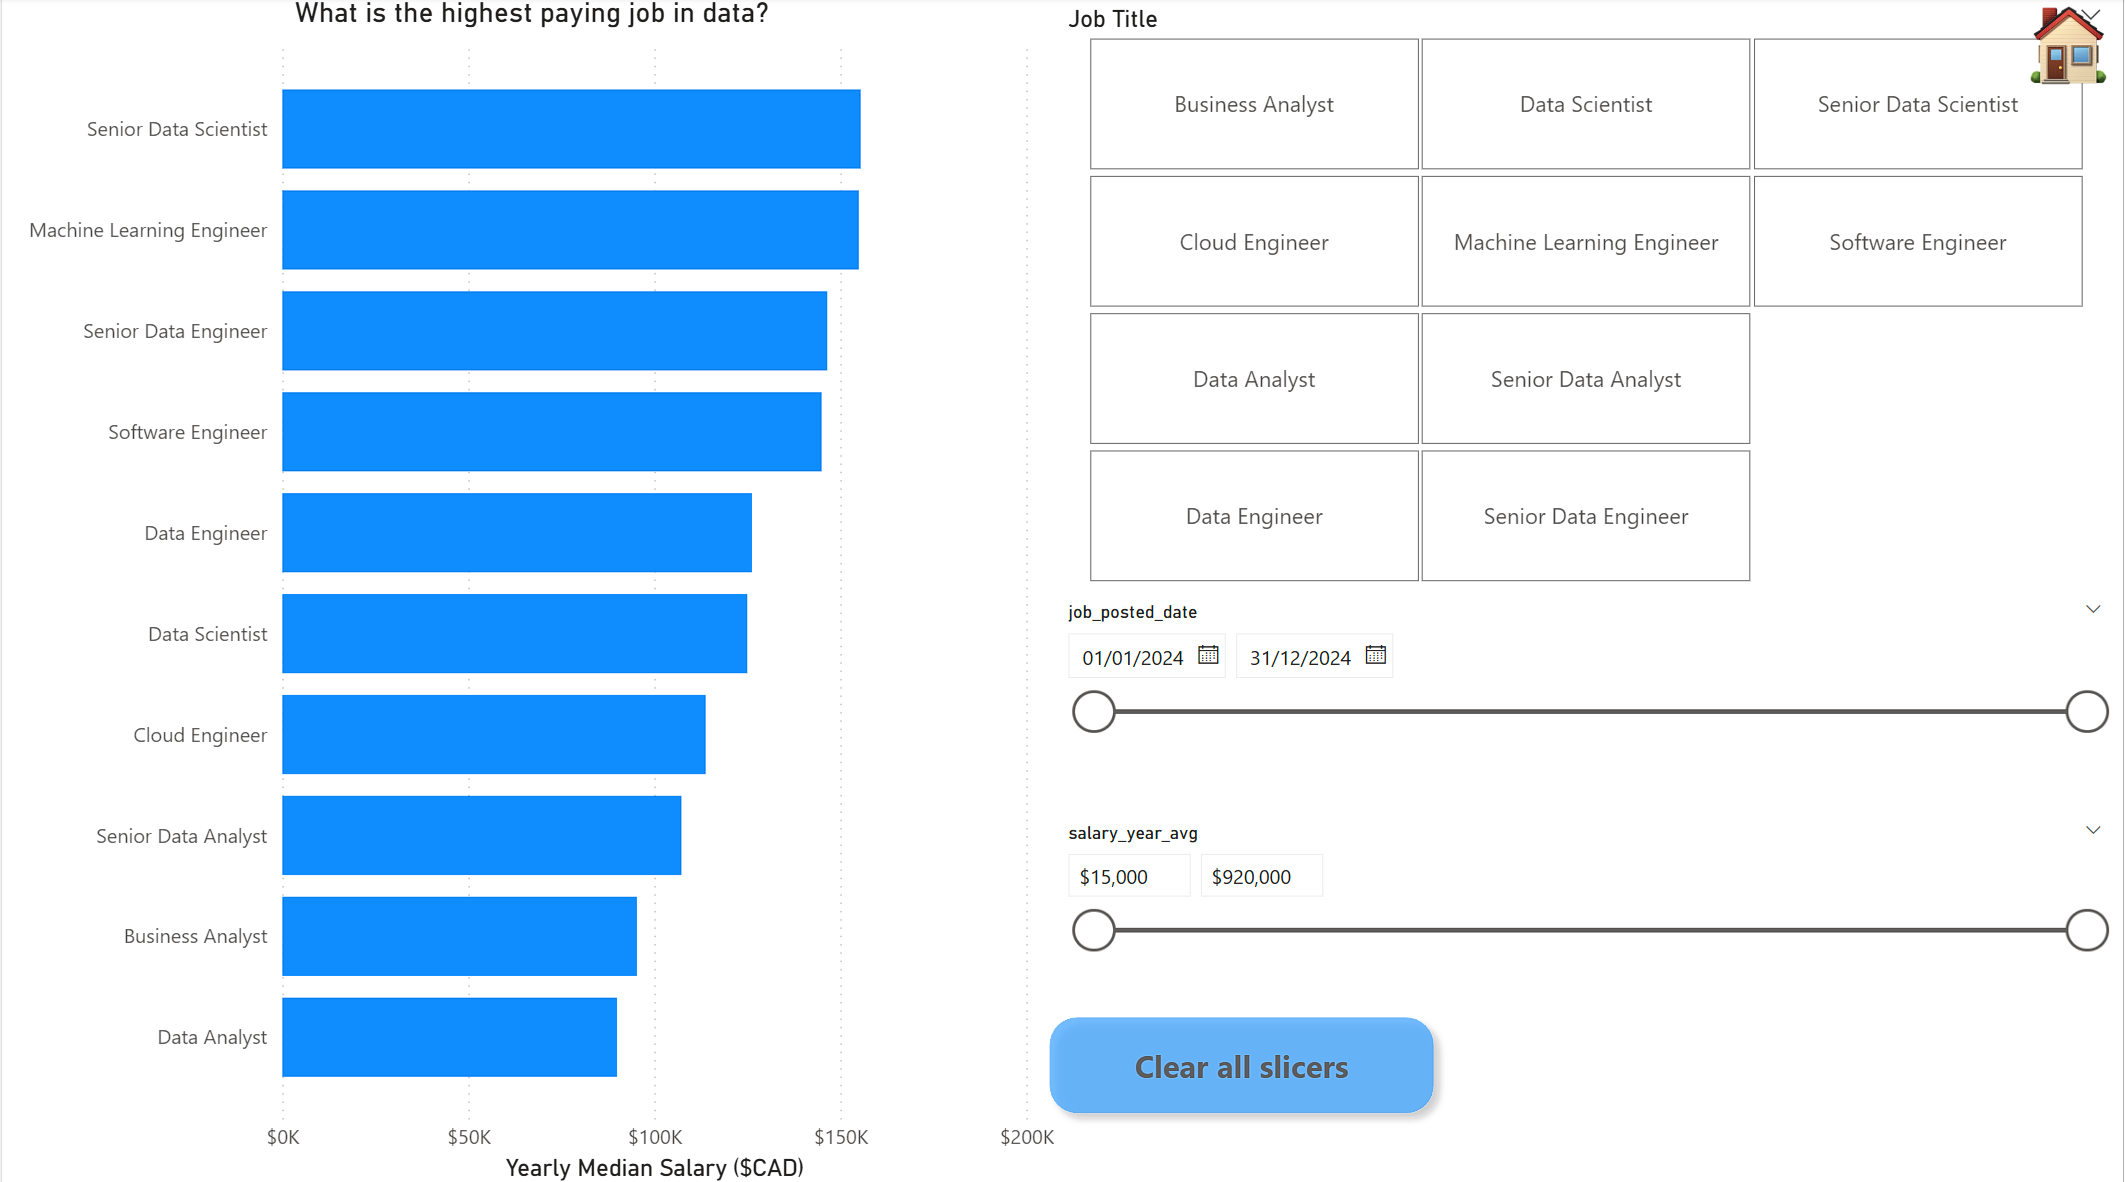 What is the highest paying job in data?
Senior Data Scientist
Machine Learning Engineer
Senior Data Engineer
Software Engineer
Data Engineer
Data Scientist
Cloud Engineer
Senior Data Analyst
Business Analyst
Data Analyst
$0K $50K $100K $150K $200K
Yearly Median Salary ($CAD)
Job Title
Business Analyst Data Scientist Senior Data Scientist
Cloud Engineer Machine Learning Engineer Software Engineer
Data Analyst Senior Data Analyst
Data Engineer Senior Data Engineer
job_posted_date
01/01/2024 31/12/2024
salary_year_avg
$15,000 $920,000
Clear all slicers